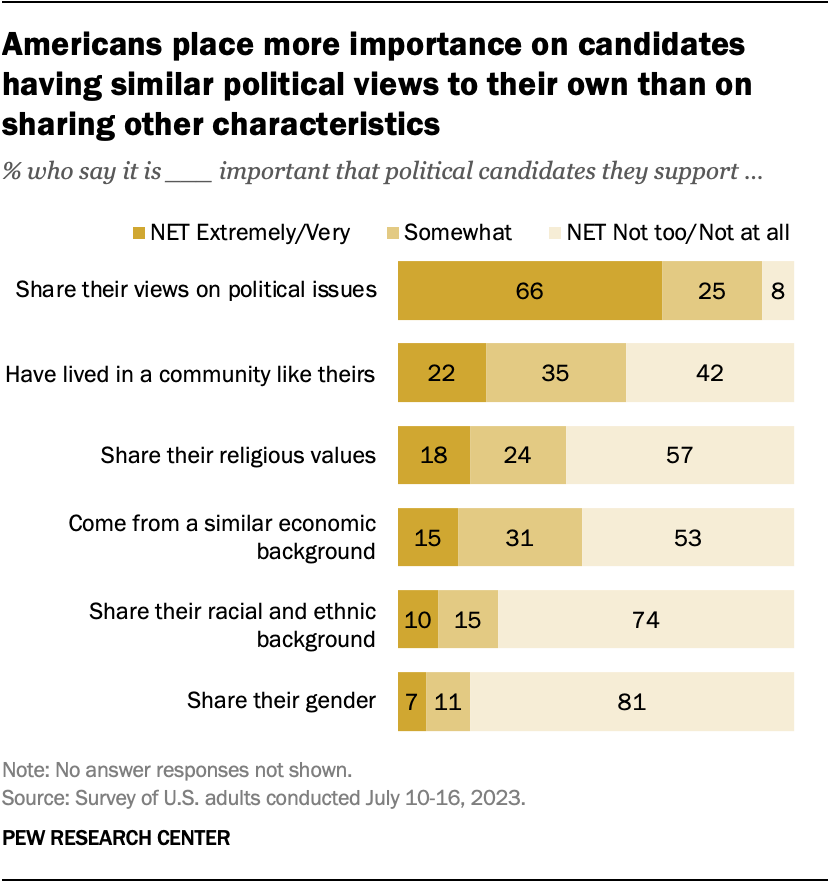 Americans place more importance on candidates
having similar political views to their own than on
sharing other characteristics
% who say it is ___ important that political candidates they support ...
NET Extremely/Very Somewhat NET Not too/Not at all
Share their views on political issues 66 25 8
Have lived in a community like theirs 22 35 42
Share their religious values 18 24 57
Come from a similar economic
background 15 31 53
Share their racial and ethnic
background 10 15 74
Share their gender 7 11 81
Note: No answer responses not shown.
Source: Survey of U.S. adults conducted July 10-16, 2023.
PEW RESEARCH CENTER